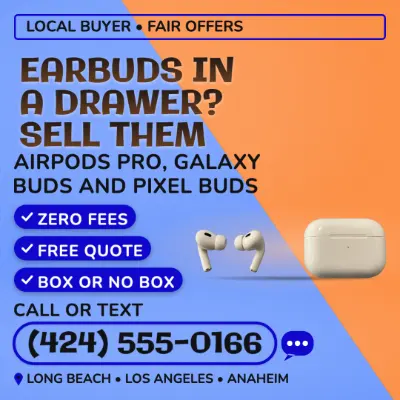 LOCAL BUYER • FAIR OFFERS
EARBUDS IN
A DRAWER?
SELL THEM
AIRPODS PRO, GALAXY
BUDS AND PIXEL BUDS
ZERO FEES
FREE QUOTE
BOX OR NO BOX
CALL OR TEXT
(424) 555-0166
LONG BEACH • LOS ANGELES • ANAHEIM